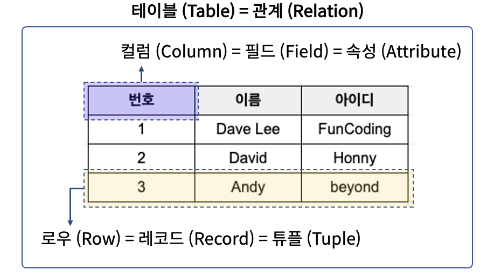 테이블 (Table) = 관계 (Relation)
컬럼 (Column) = 필드 (Field) = 속성 (Attribute)
번호 이름 아이디
1 Dave Lee FunCoding
2 David Honny
3 Andy beyond
로우 (Row) = 레코드 (Record) = 튜플 (Tuple)